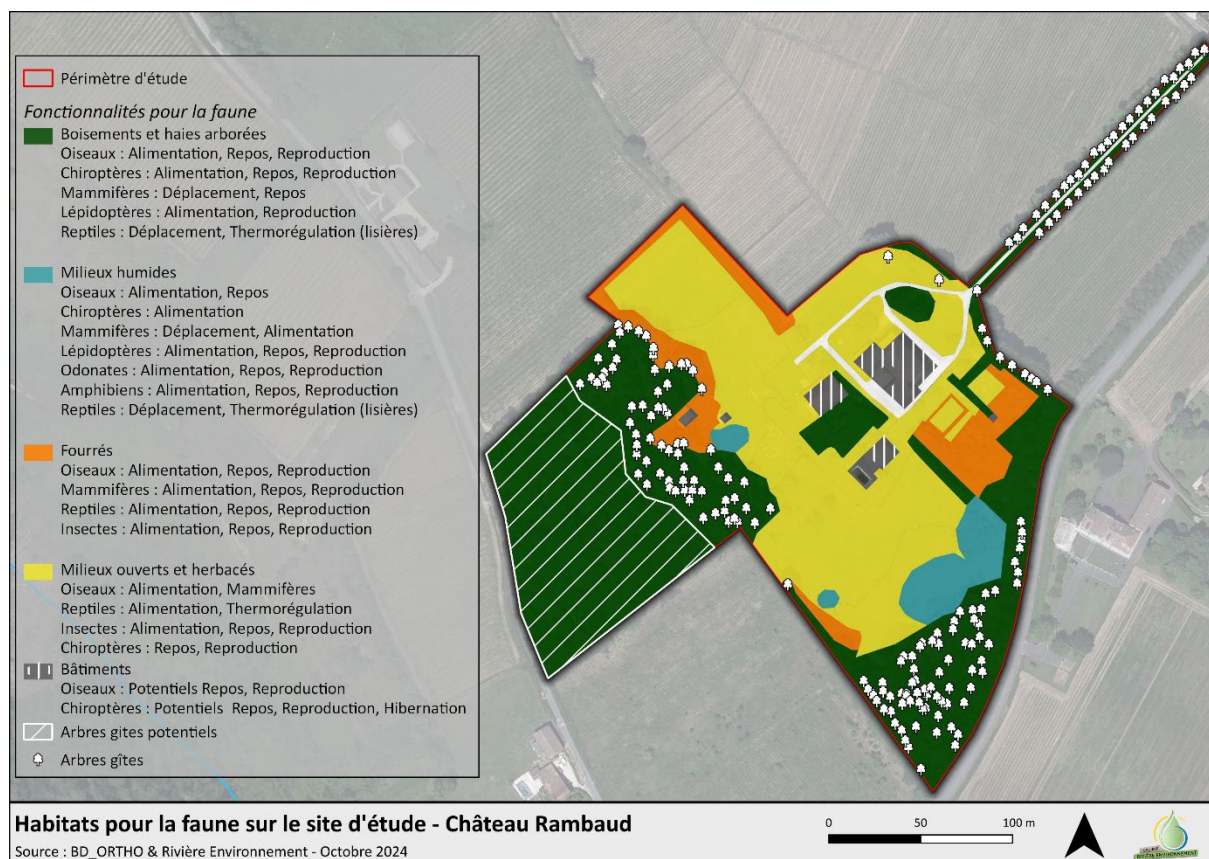 Périmètre d'étude
Fonctionnalités pour la faune
Boisements et haies arborées
Oiseaux : Alimentation, Repos, Reproduction
Chiroptères : Alimentation, Repos, Reproduction
Mammifères : Déplacement, Repos
Lépidoptères : Alimentation, Reproduction
Reptiles : Déplacement, Thermorégulation (lisières)
Milieux humides
Oiseaux : Alimentation, Repos
Chiroptères : Alimentation
Mammifères : Déplacement, Alimentation
Lépidoptères : Alimentation, Repos, Reproduction
Odonates : Alimentation, Repos, Reproduction
Amphibiens : Alimentation, Repos, Reproduction
Reptiles : Déplacement, Thermorégulation (lisières)
Fourrés
Oiseaux : Alimentation, Repos, Reproduction
Mammifères : Alimentation, Repos, Reproduction
Reptiles : Alimentation, Repos, Reproduction
Insectes : Alimentation, Repos, Reproduction
Milieux ouverts et herbacés
Oiseaux : Alimentation, Mammifères
Reptiles : Alimentation, Thermorégulation
Insectes : Alimentation, Repos, Reproduction
Chiroptères : Repos, Reproduction
Bâtiments
Oiseaux : Potentiels Repos, Reproduction
Chiroptères : Potentiels Repos, Reproduction, Hibernation
Arbres gites potentiels
Arbres gîtes
Habitats pour la faune sur le site d'étude - Château Rambaud
Source : BD_ORTHO & Rivière Environnement - Octobre 2024
0 50 100 m
RIVIÈRE ENVIRONNEMENT